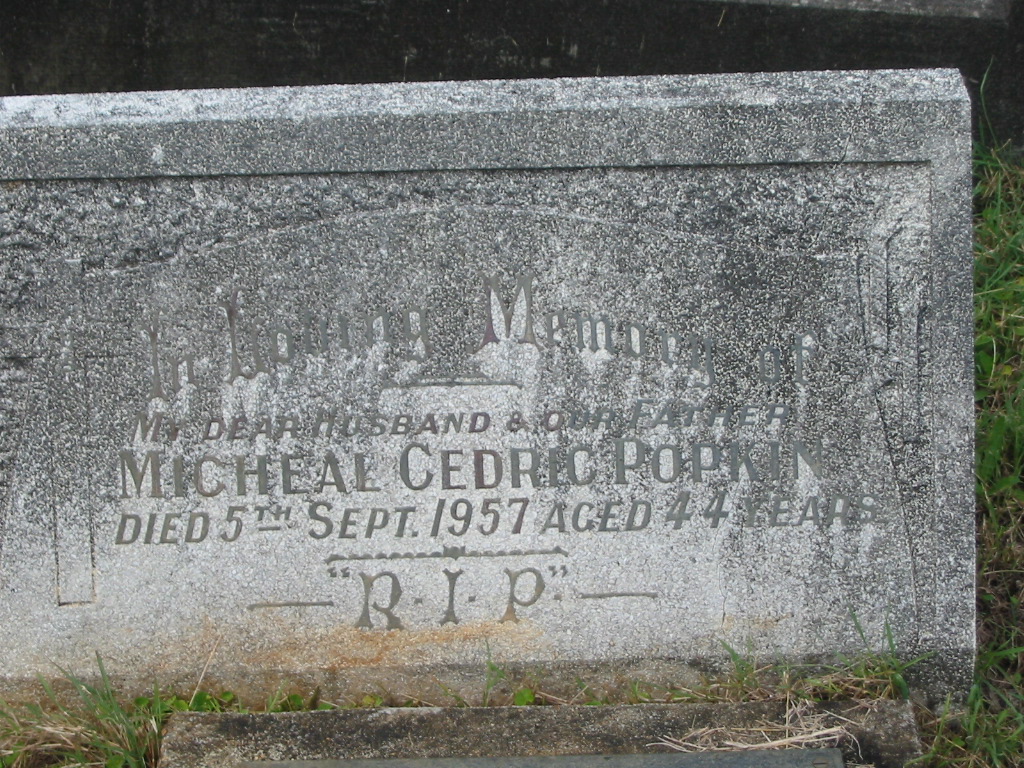 In Loving Memory of
MY DEAR HUSBAND & OUR FATHER
MICHEAL CEDRIC POPKIN
DIED 5TH SEPT. 1957 AGED 44 YEARS
"R·I·P"